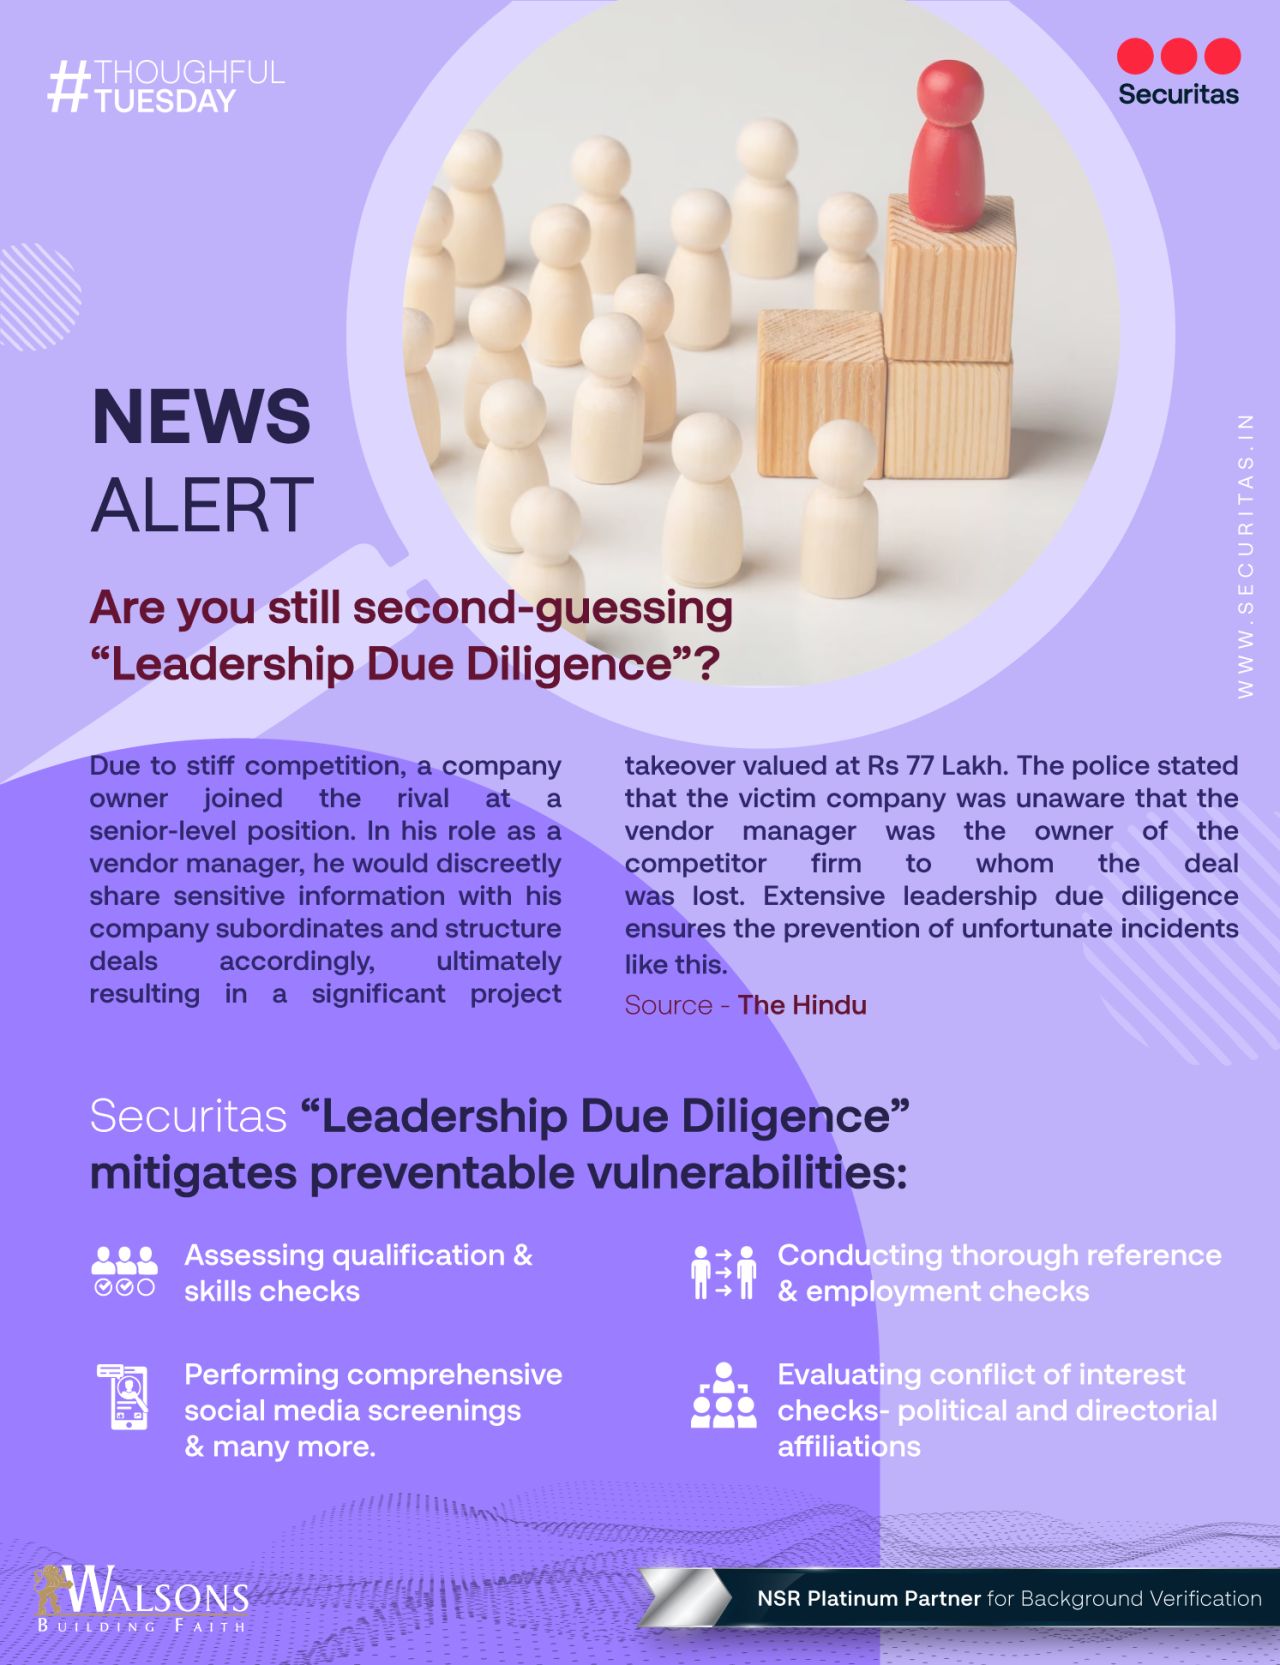 #THOUGHFUL
TUESDAY
Securitas
NEWS
ALERT
WWW.SECURITAS.IN
Are you still second-guessing
“Leadership Due Diligence”?
Due to stiff competition, a company
owner joined the rival at a
senior-level position. In his role as a
vendor manager, he would discreetly
share sensitive information with his
company subordinates and structure
deals accordingly, ultimately
resulting in a significant project
takeover valued at Rs 77 Lakh. The police stated
that the victim company was unaware that the
vendor manager was the owner of the
competitor firm to whom the deal
was lost. Extensive leadership due diligence
ensures the prevention of unfortunate incidents
like this.
Source - The Hindu
Securitas “Leadership Due Diligence”
mitigates preventable vulnerabilities:
Assessing qualification &
skills checks
Conducting thorough reference
& employment checks
Performing comprehensive
social media screenings
& many more.
Evaluating conflict of interest
checks- political and directorial
affiliations
WALSONS
BUILDING FAITH
NSR Platinum Partner for Background Verification